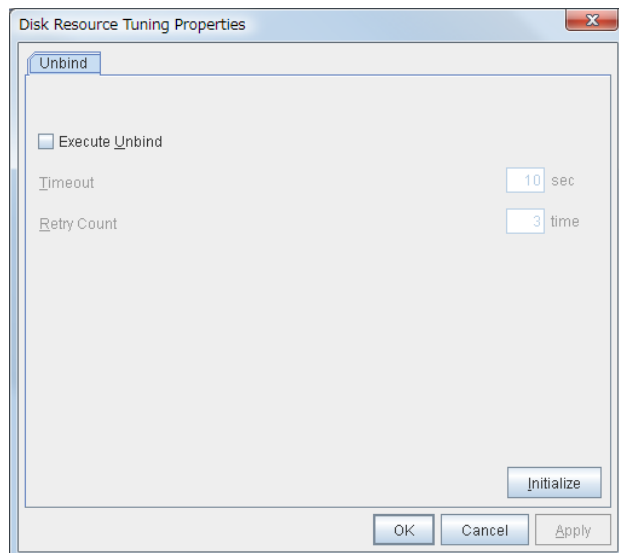 Disk Resource Tuning Properties
Unbind
Execute Unbind
Timeout 10 sec
Retry Count 3 time
Initialize
OK Cancel Apply